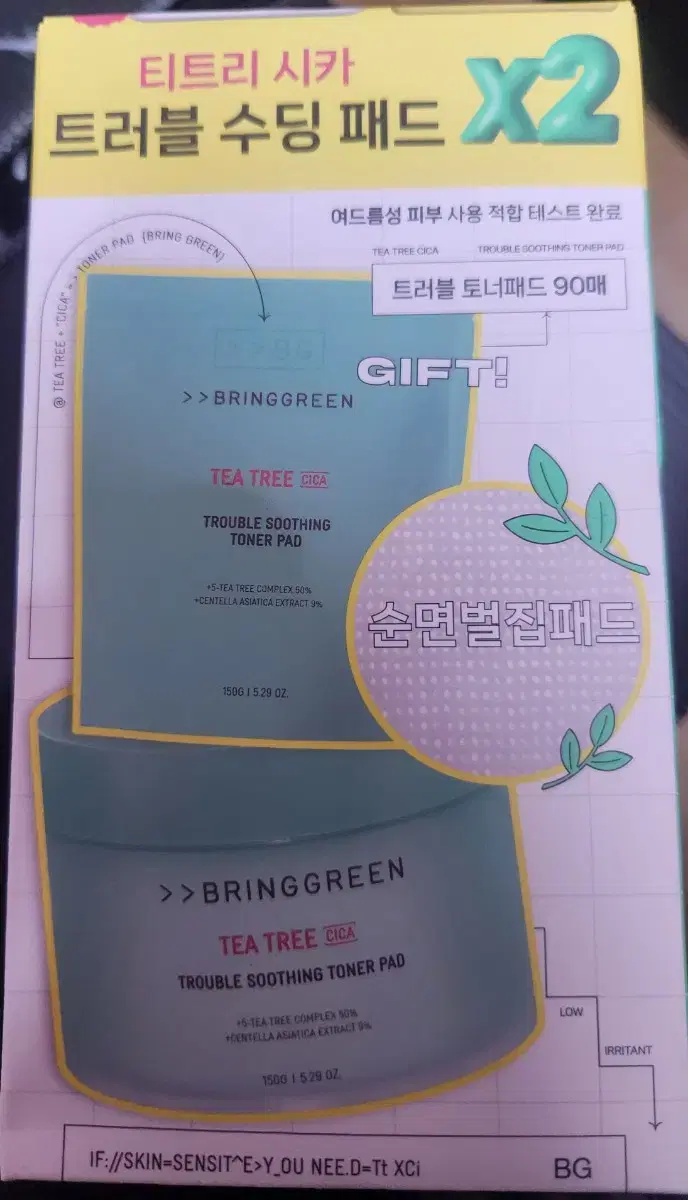 티트리 시카
트러블 수딩 패드 X2
여드름성 피부 사용 적합 테스트 완료
TEA TREE CICA TROUBLE SOOTHING TONER PAD
트러블 토너패드 90매
@ TEA TREE + "CICA" = > TONER PAD (BRING GREEN)
>>BG
GIFT!
>>BRINGGREEN
TEA TREE CICA
TROUBLE SOOTHING
TONER PAD
+5-TEA TREE COMPLEX 50%
+CENTELLA ASIATICA EXTRACT 9%
순면벌집패드
150G I 5.29 OZ.
>>BRINGGREEN
TEA TREE CICA
TROUBLE SOOTHING TONER PAD
+5-TEA TREE COMPLEX 50%
+CENTELLA ASIATICA EXTRACT 9%
150G I 5.29 OZ.
LOW
IRRITANT
IF://SKIN=SENSIT^E>Y_OU NEE.D=Tt XCi
BG